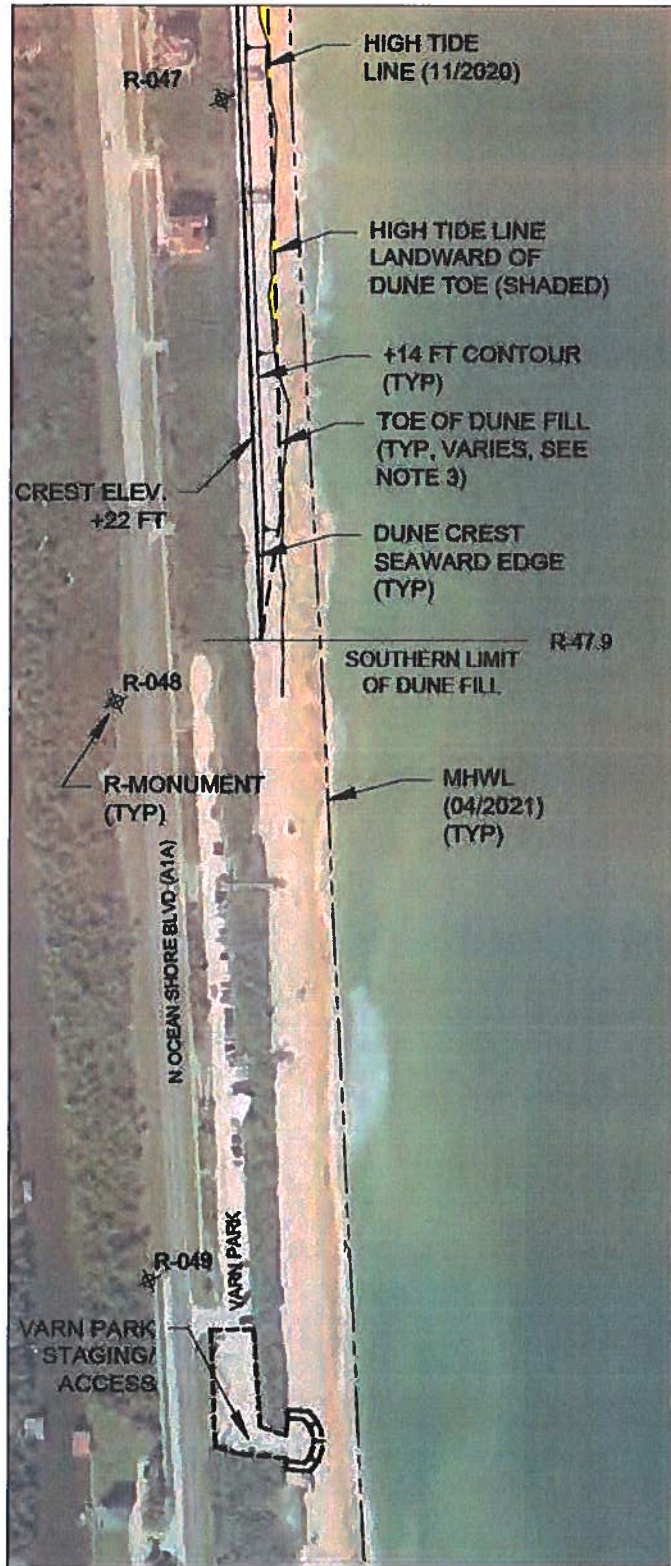 HIGH TIDE
LINE (11/2020)
R-047
HIGH TIDE LINE
LANDWARD OF
DUNE TOE (SHADED)
+14 FT CONTOUR
(TYP)
TOE OF DUNE FILL
(TYP, VARIES, SEE
NOTE 3)
CREST ELEV.
+22 FT
DUNE CREST
SEAWARD EDGE
(TYP)
R-47.9
SOUTHERN LIMIT
OF DUNE FILL
R-048
R-MONUMENT
(TYP)
MHWL
(04/2021)
(TYP)
N. OCEAN SHORE BLVD (A1A)
VARN PARK
R-049
VARN PARK
STAGING/
ACCESS